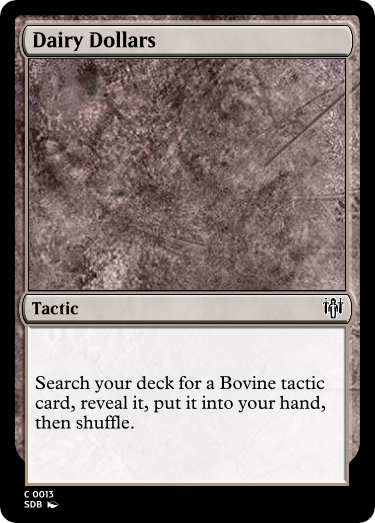 Dairy Dollars
Tactic
Search your deck for a Bovine tactic
card, reveal it, put it into your hand,
then shuffle.
C 0013
SDB